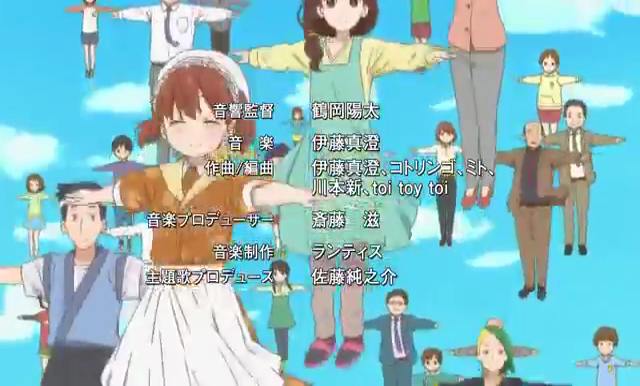 音響監督 鶴岡陽太
音 楽 伊藤真澄
作曲/編曲 伊藤真澄、コトリンゴ、ミト、
川本新、toi toy toi
音楽プロデューサー 斎藤 滋
音楽制作 ランティス
主題歌プロデュース 佐藤純之介